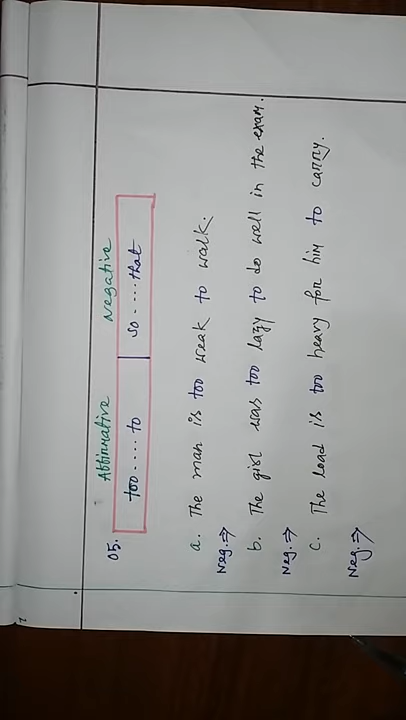 Affirmative Negative
05. too....to so....that
a. The man is too weak to walk.
Neg.⇒
b. The girl was too lazy to do well in the exam.
Neg.⇒
c. The load is too heavy for him to carry.
Neg.⇒